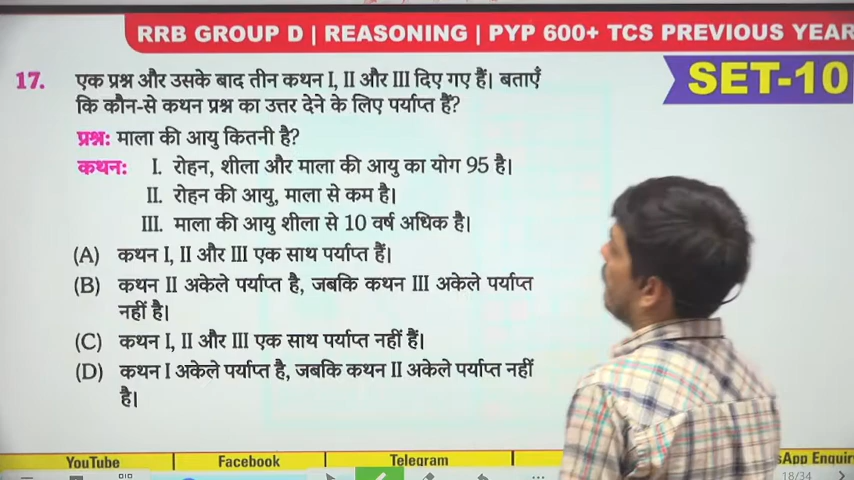 RRB GROUP D | REASONING | PYP 600+ TCS PREVIOUS YEAR
SET-10
17. एक प्रश्न और उसके बाद तीन कथन I, II और III दिए गए हैं। बताएँ
कि कौन-से कथन प्रश्न का उत्तर देने के लिए पर्याप्त हैं?
प्रश्न: माला की आयु कितनी है?
कथन: I. रोहन, शीला और माला की आयु का योग 95 है।
II. रोहन की आयु, माला से कम है।
III. माला की आयु शीला से 10 वर्ष अधिक है।
(A) कथन I, II और III एक साथ पर्याप्त हैं।
(B) कथन II अकेले पर्याप्त है, जबकि कथन III अकेले पर्याप्त
नहीं है।
(C) कथन I, II और III एक साथ पर्याप्त नहीं हैं।
(D) कथन I अकेले पर्याप्त है, जबकि कथन II अकेले पर्याप्त नहीं
है।
YouTube Facebook Telegram sApp Enquir
18/34